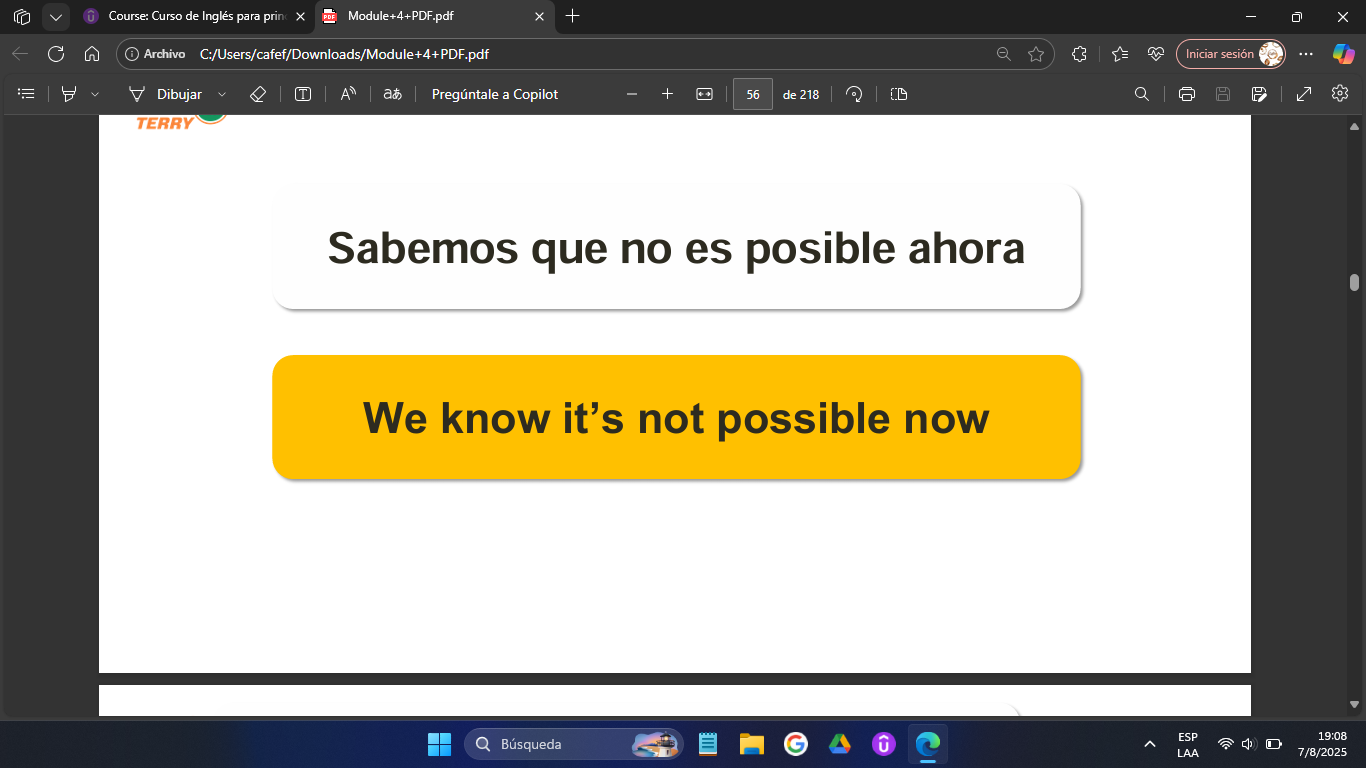 Course: Curso de Inglés para prin
Module+4+PDF.pdf
Archivo
C:/Users/cafef/Downloads/Module+4+PDF.pdf
Iniciar sesión
Dibujar
Pregúntale a Copilot
56
de 218
TERRY
Sabemos que no es posible ahora
We know it’s not possible now
Búsqueda
ESP
LAA
19:08
7/8/2025